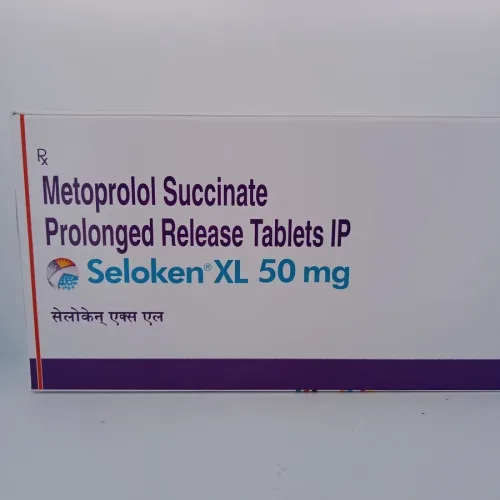 Rx
Metoprolol Succinate
Prolonged Release Tablets IP
Seloken® XL 50 mg
सेलोकेन् एक्स एल